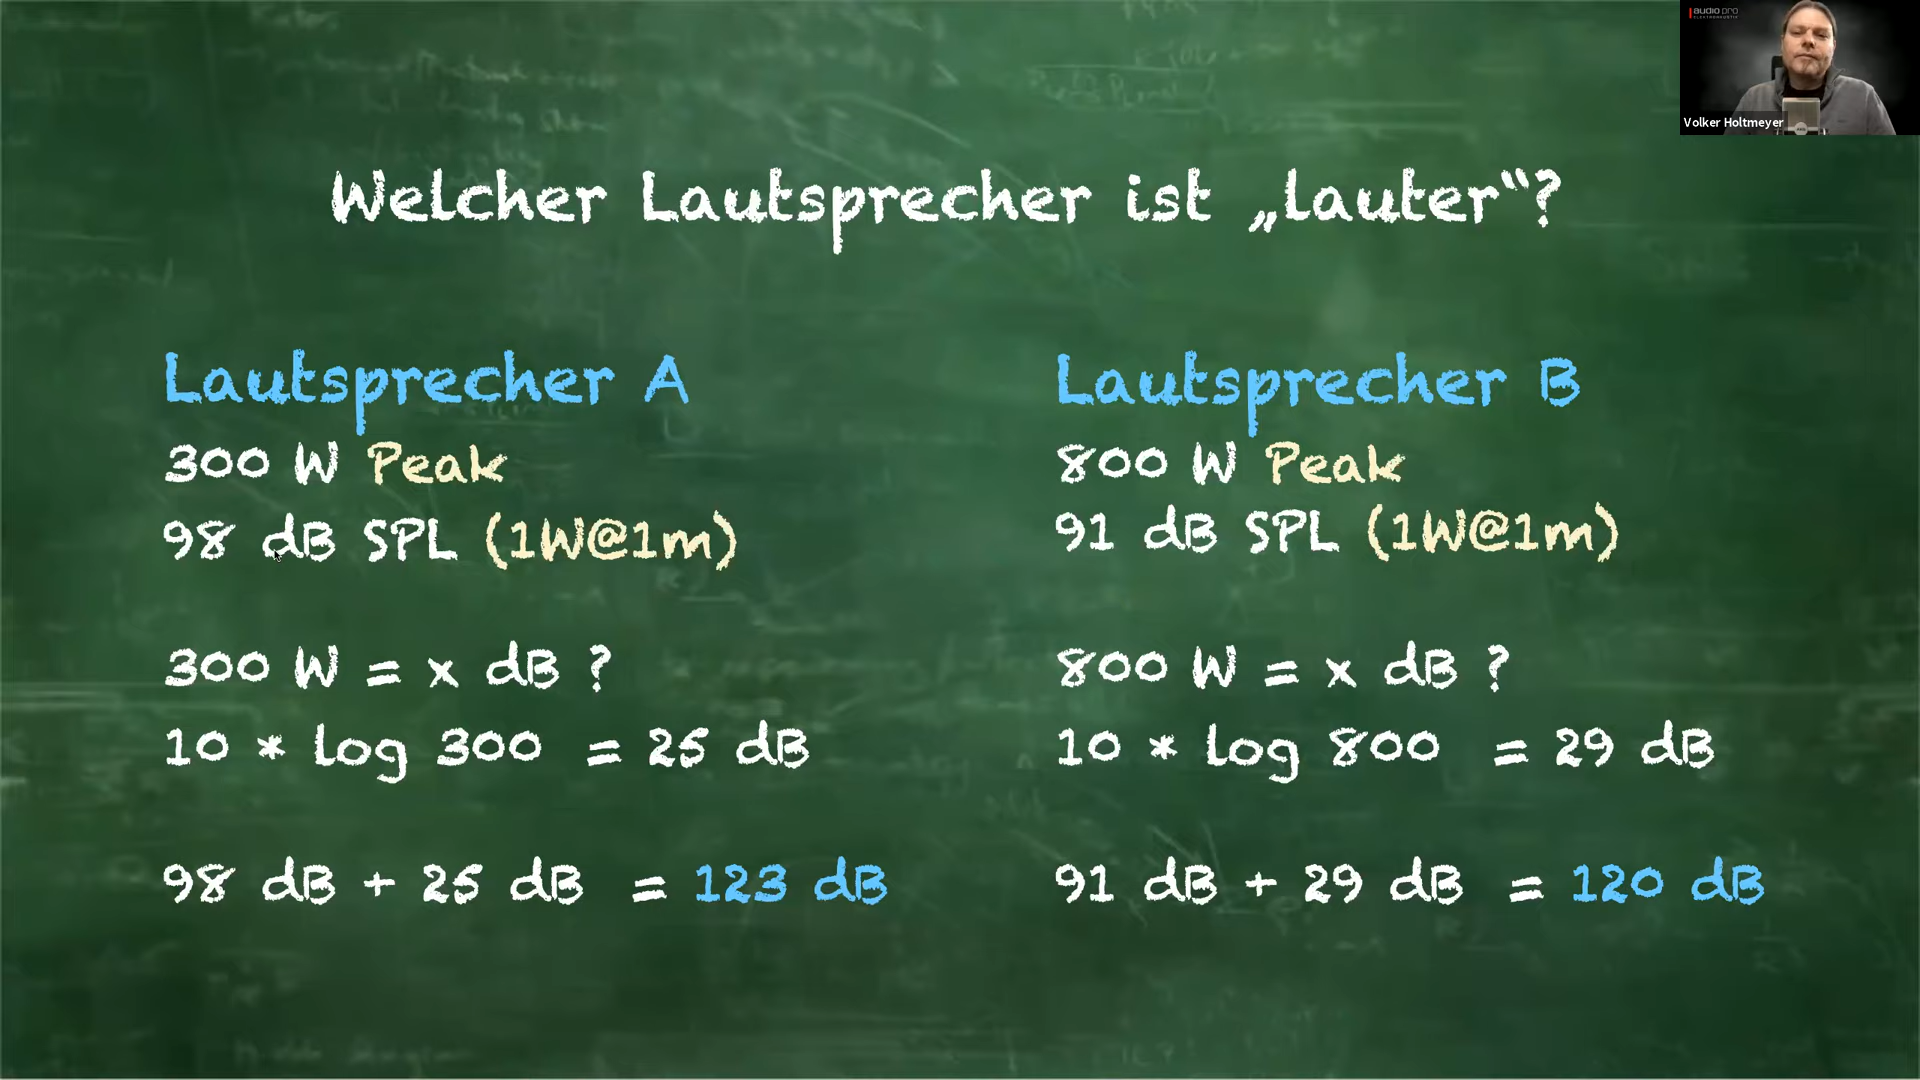 audio pro
Volker Holtmeyer
Welcher Lautsprecher ist „lauter“?
Lautsprecher A
300 W Peak
98 dB SPL (1W@1m)
300 W = x dB ?
10 * log 300 = 25 dB
98 dB + 25 dB = 123 dB
Lautsprecher B
800 W Peak
91 dB SPL (1W@1m)
800 W = x dB ?
10 * log 800 = 29 dB
91 dB + 29 dB = 120 dB